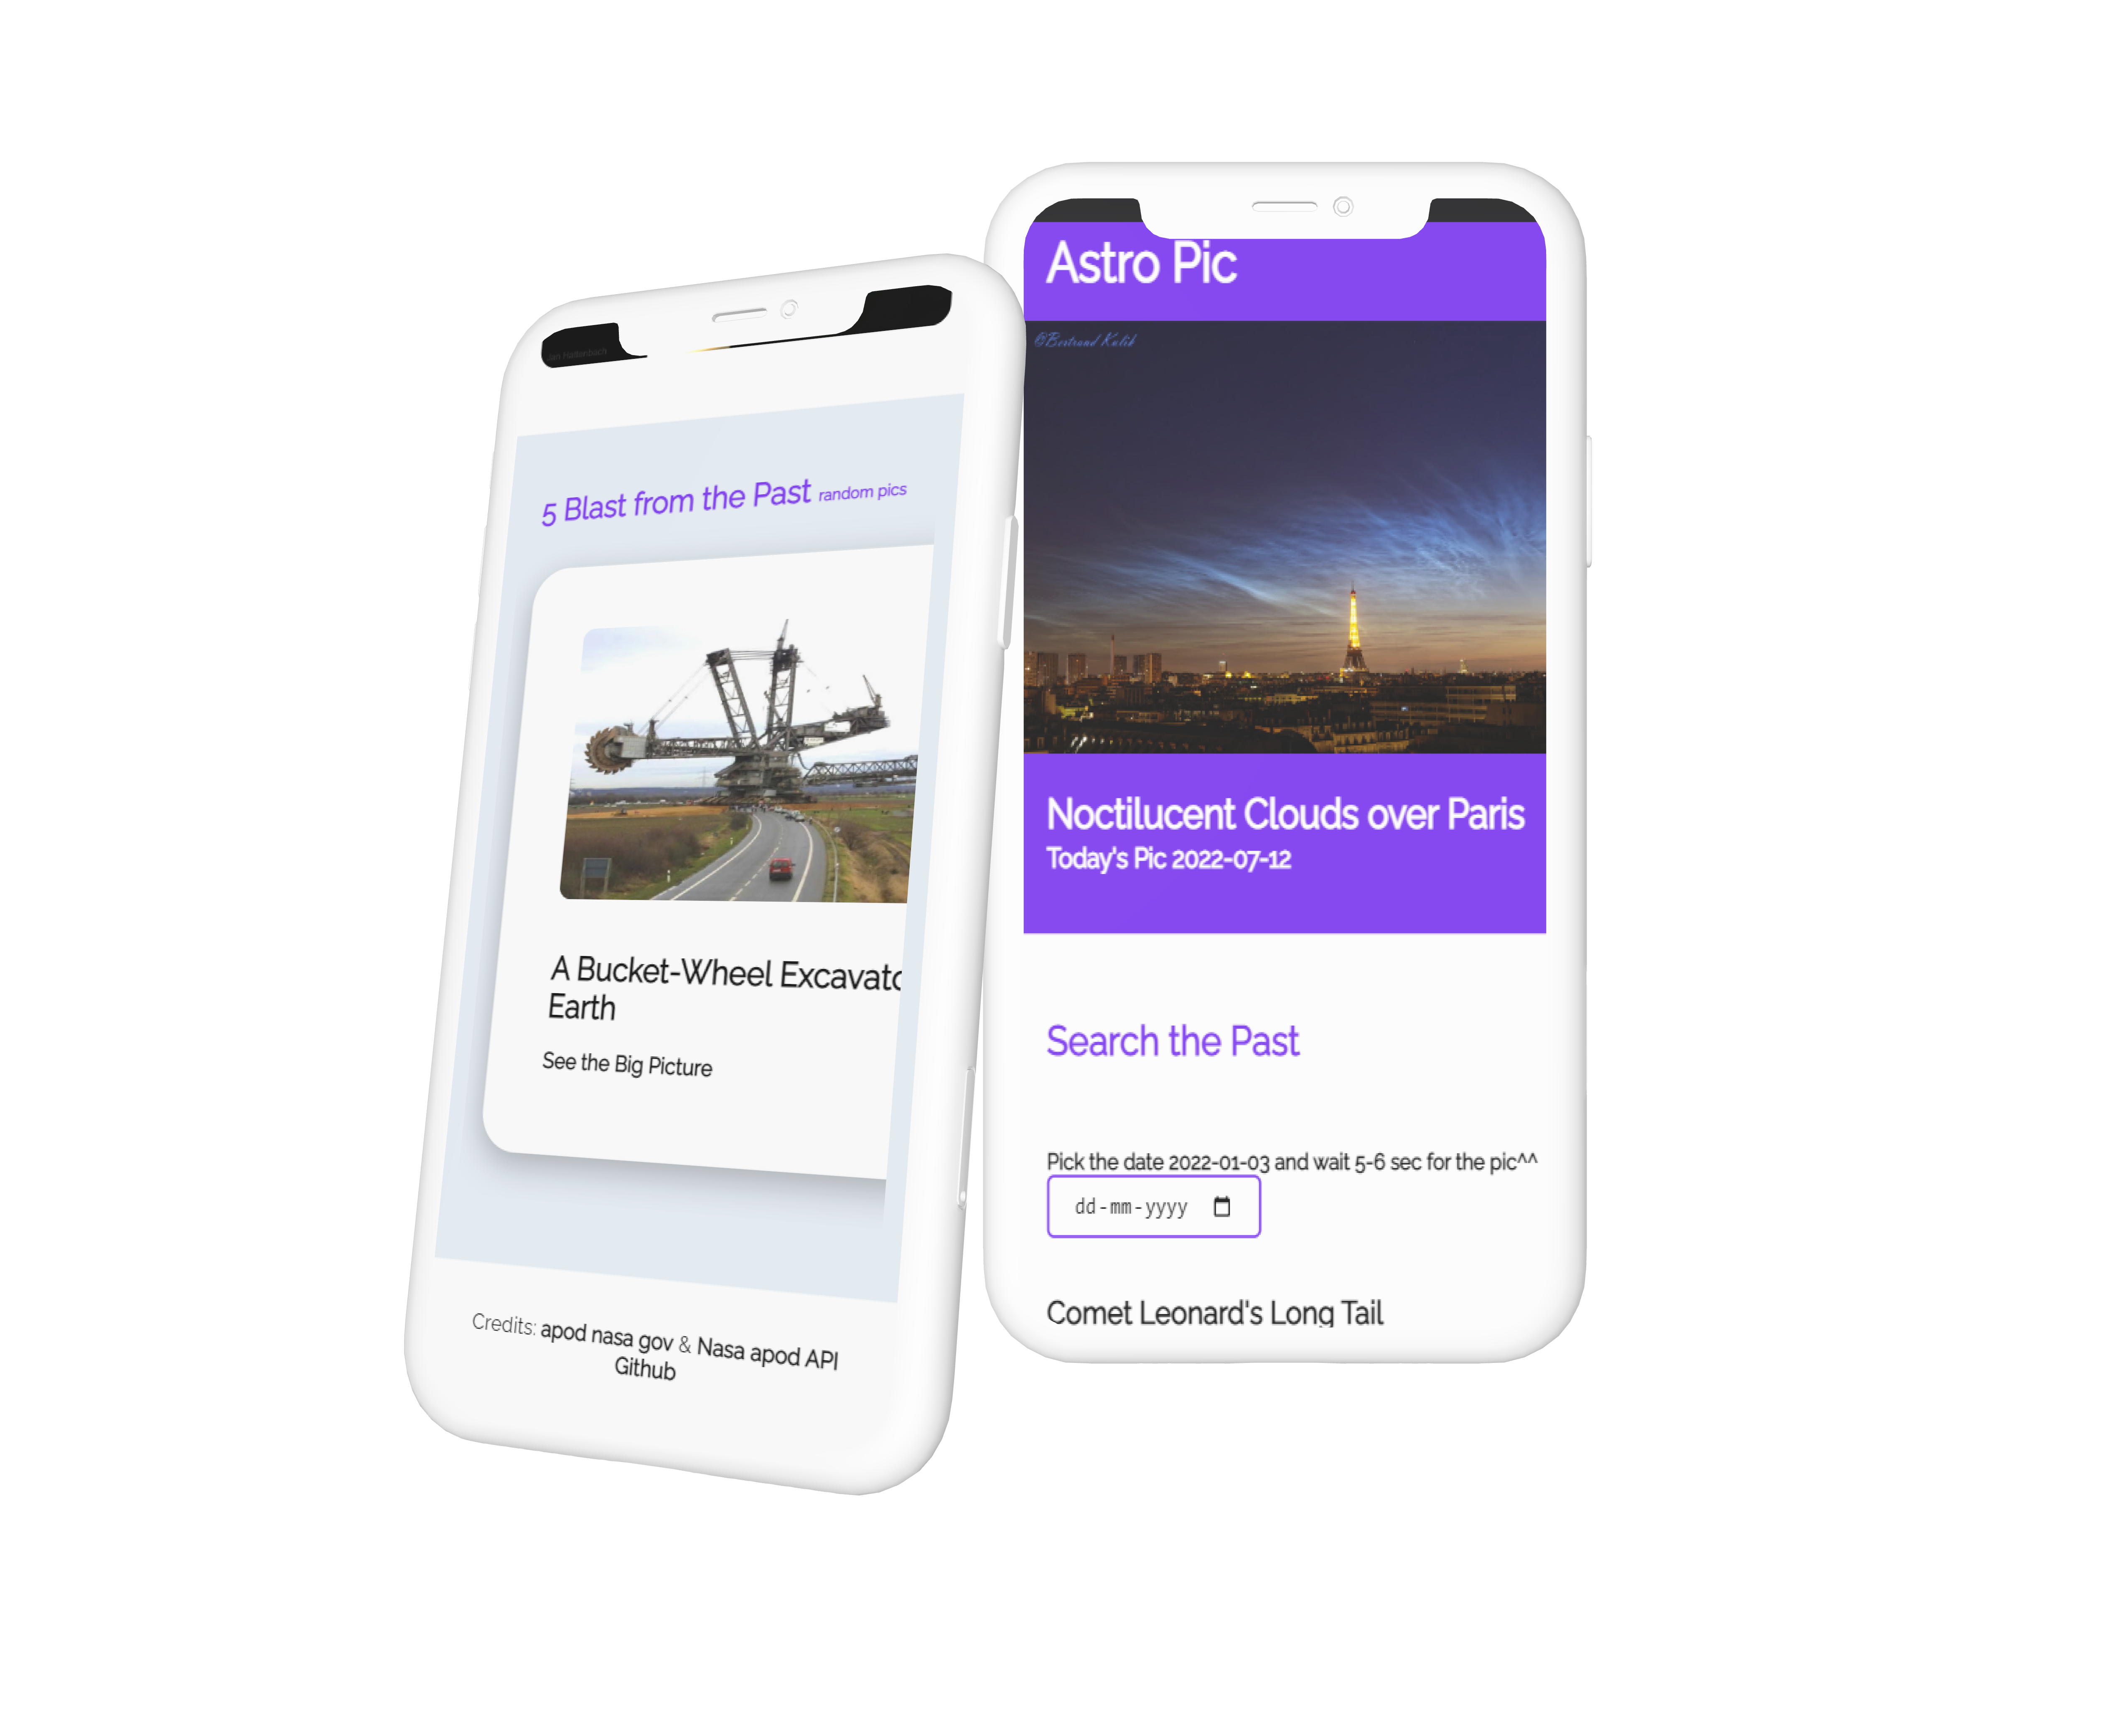 Jan Hattenbach
5 Blast from the Past random pics
A Bucket-Wheel Excavato
Earth
See the Big Picture
Credits: apod nasa gov & Nasa apod API
Github
Astro Pic
©Bertrand Kulik
Noctilucent Clouds over Paris
Today's Pic 2022-07-12
Search the Past
Pick the date 2022-01-03 and wait 5-6 sec for the pic^^
dd-mm-yyyy
Comet Leonard's Long Tail